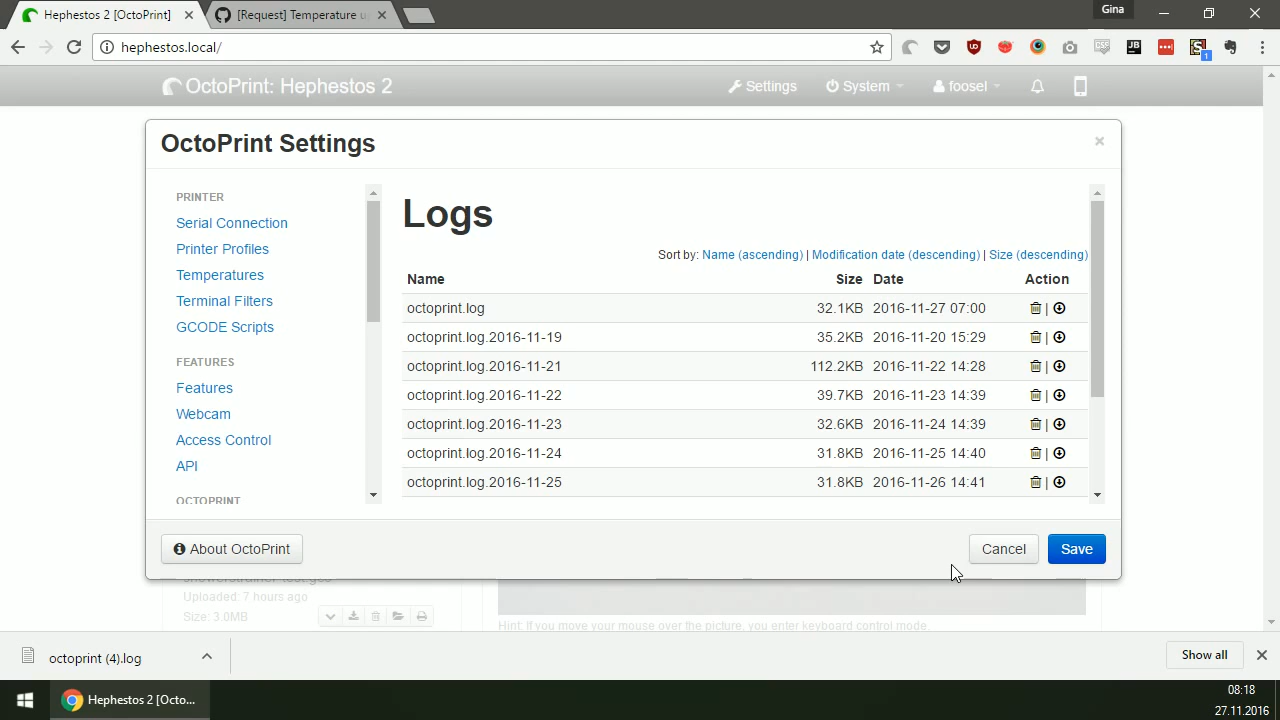 Hephestos 2 [OctoPrint]
[Request] Temperature u
Gina
hephestos.local/
OctoPrint: Hephestos 2
Settings
System
foosel
OctoPrint Settings
×
PRINTER
Serial Connection
Printer Profiles
Temperatures
Terminal Filters
GCODE Scripts
FEATURES
Features
Webcam
Access Control
API
OCTOPRINT
Logs
Sort by: Name (ascending) | Modification date (descending) | Size (descending)
Name Size Date Action
octoprint.log 32.1KB 2016-11-27 07:00 |
octoprint.log.2016-11-19 35.2KB 2016-11-20 15:29 |
octoprint.log.2016-11-21 112.2KB 2016-11-22 14:28 |
octoprint.log.2016-11-22 39.7KB 2016-11-23 14:39 |
octoprint.log.2016-11-23 32.6KB 2016-11-24 14:39 |
octoprint.log.2016-11-24 31.8KB 2016-11-25 14:40 |
octoprint.log.2016-11-25 31.8KB 2016-11-26 14:41 |
About OctoPrint
Cancel
Save
Uploaded: 7 hours ago
Size: 3.0MB
Hint: If you move your mouse over the picture, you enter keyboard control mode.
octoprint (4).log
Show all
Hephestos 2 [Octo...
08:18
27.11.2016